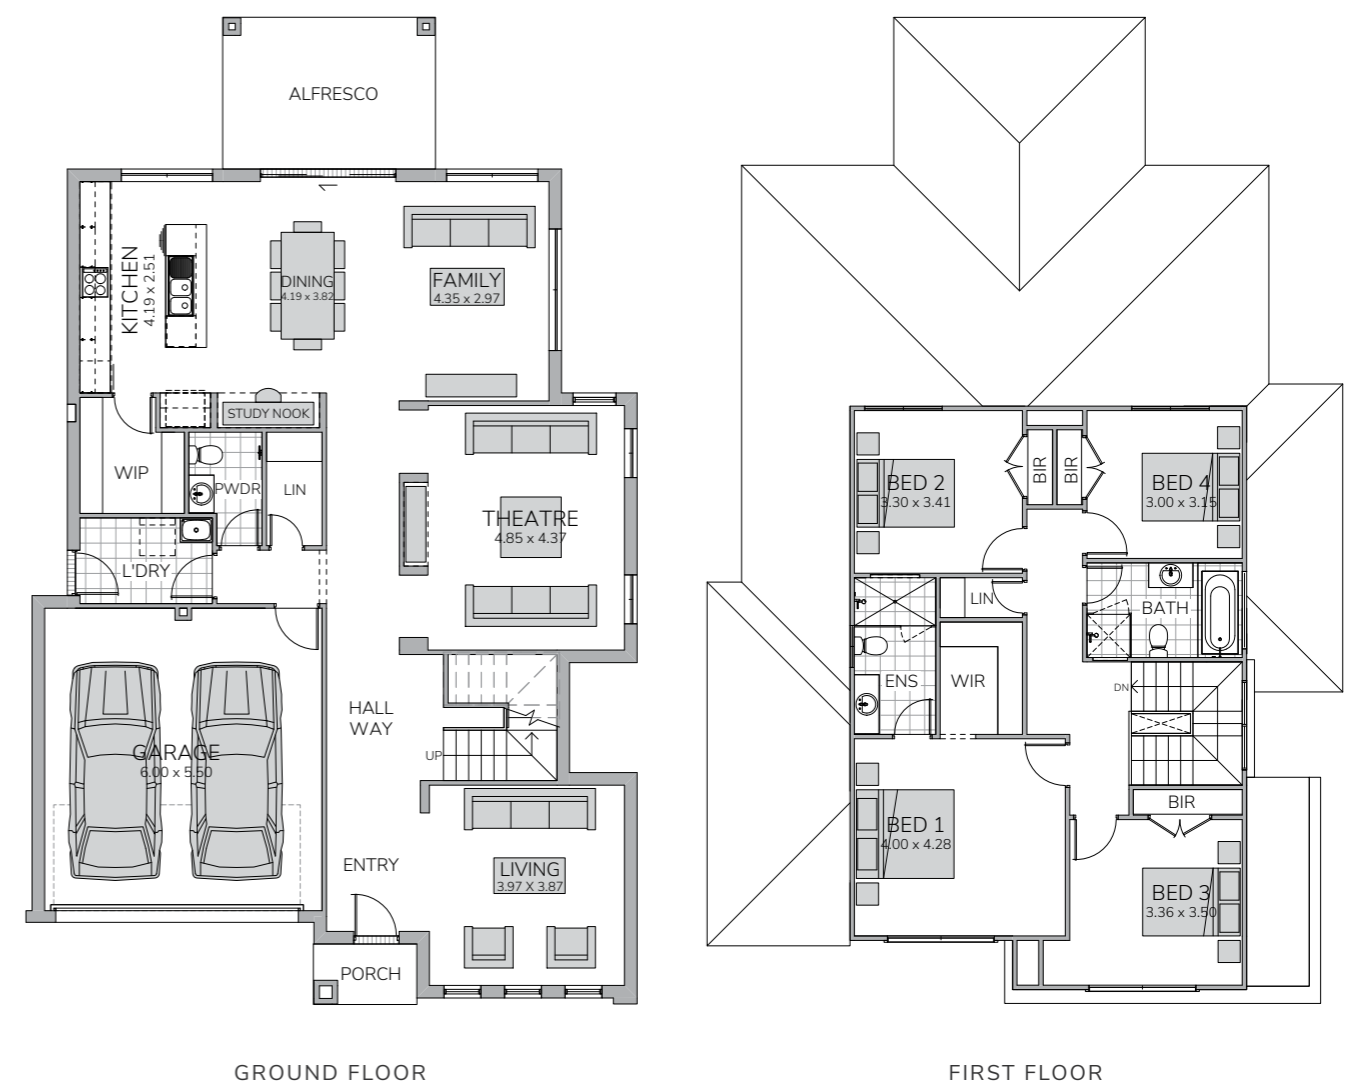 ALFRESCO
KITCHEN
4.19 x 2.51
DINING
4.19 x 3.82
FAMILY
4.35 x 2.97
STUDY NOOK
WIP
PWDR
LIN
THEATRE
4.85 x 4.37
L'DRY
HALL
WAY
UP
GARAGE
6.00 x 5.50
ENTRY
LIVING
3.97 X 3.87
PORCH
GROUND FLOOR
BED 2
3.30 x 3.41
BIR
BIR
BED 4
3.00 x 3.15
LIN
BATH
ENS
WIR
DN
BIR
BED 1
4.00 x 4.28
BED 3
3.36 x 3.50
FIRST FLOOR